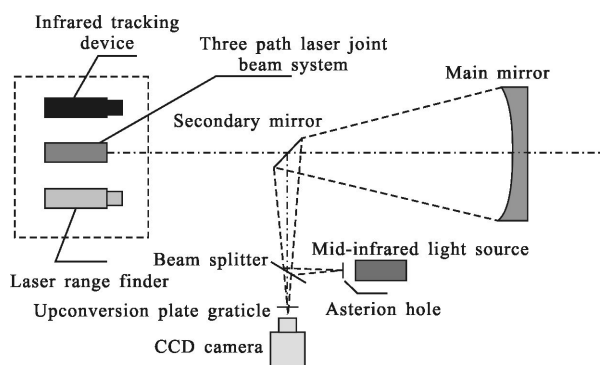 Infrared tracking
device
Three path laser joint
beam system
Main mirror
Secondary mirror
Laser range finder
Beam splitter
Mid-infrared light source
Upconversion plate graticle
Asterion hole
CCD camera